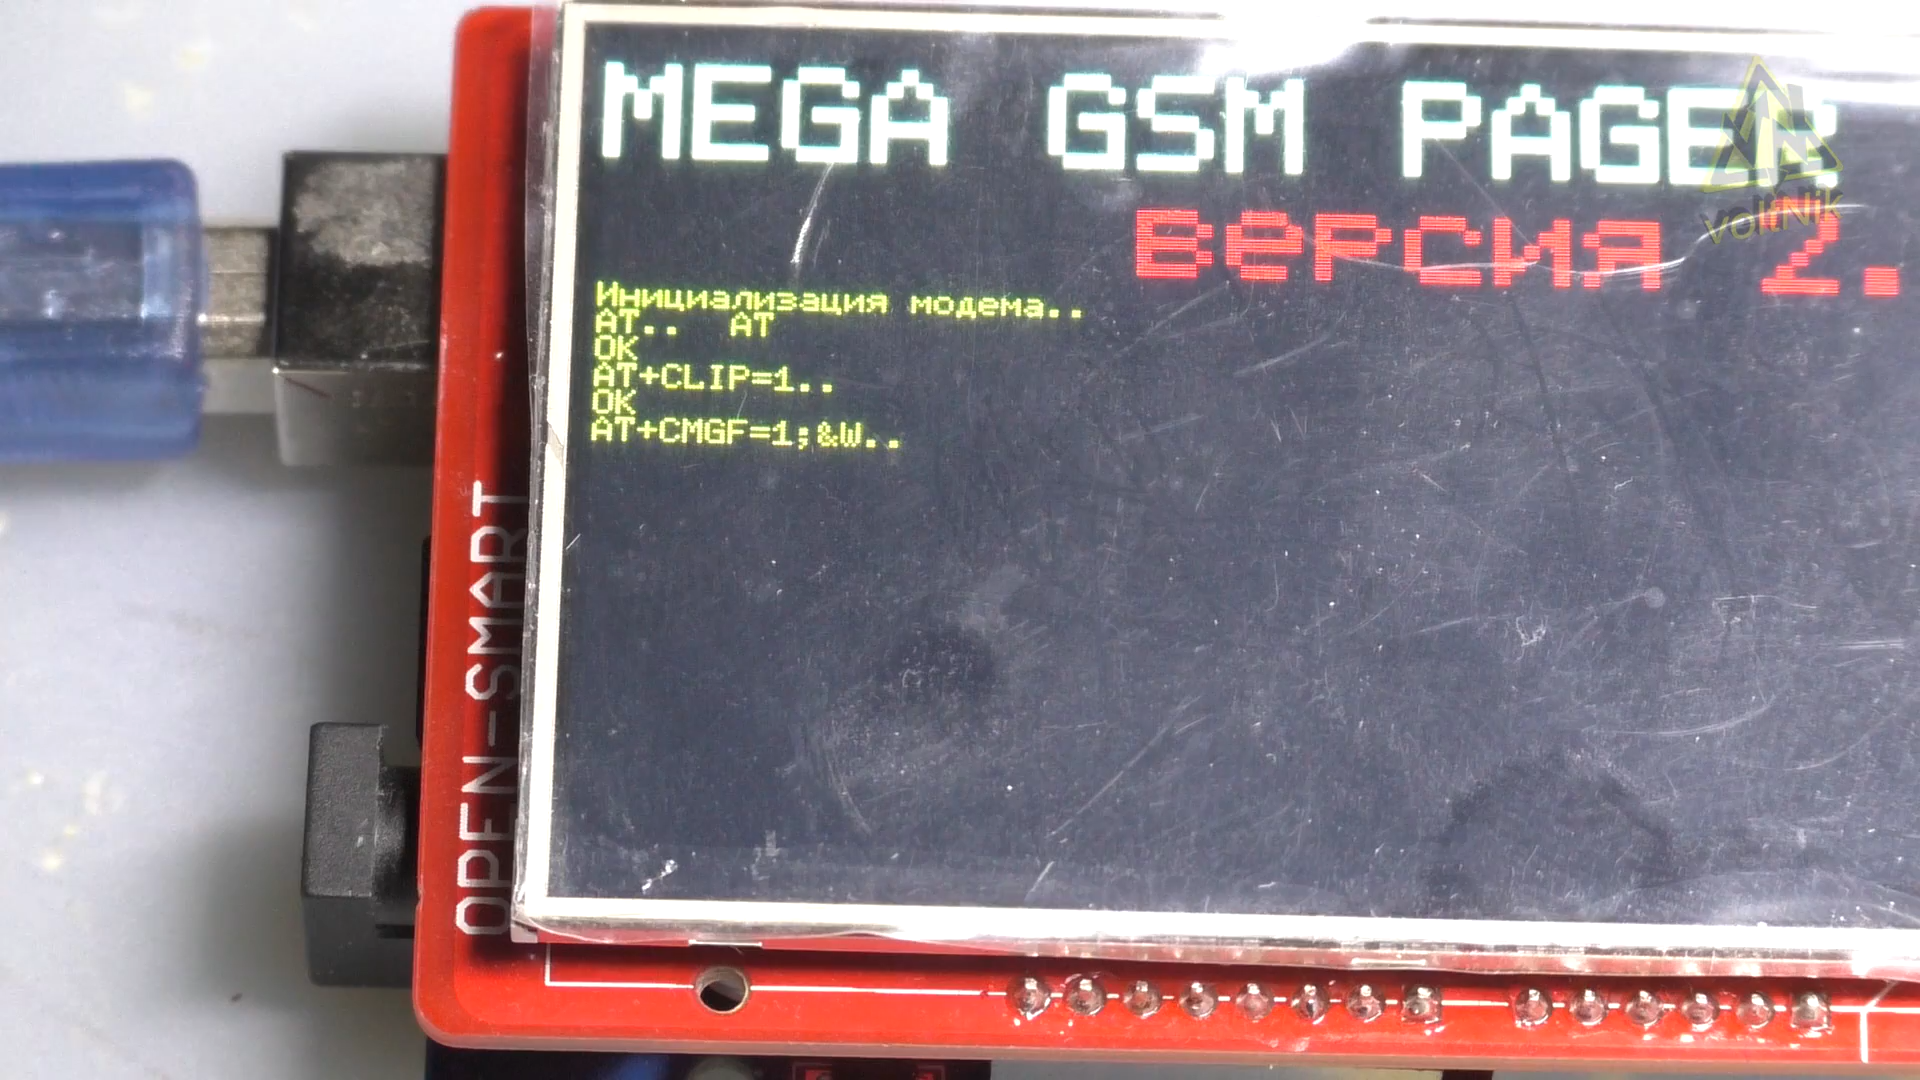 MEGA GSM PAGER
Версия 2.
Инициализация модема..
AT.. AT
OK
AT+CLIP=1..
OK
AT+CMGF=1;&W..
OPEN-SMART
VoltNik